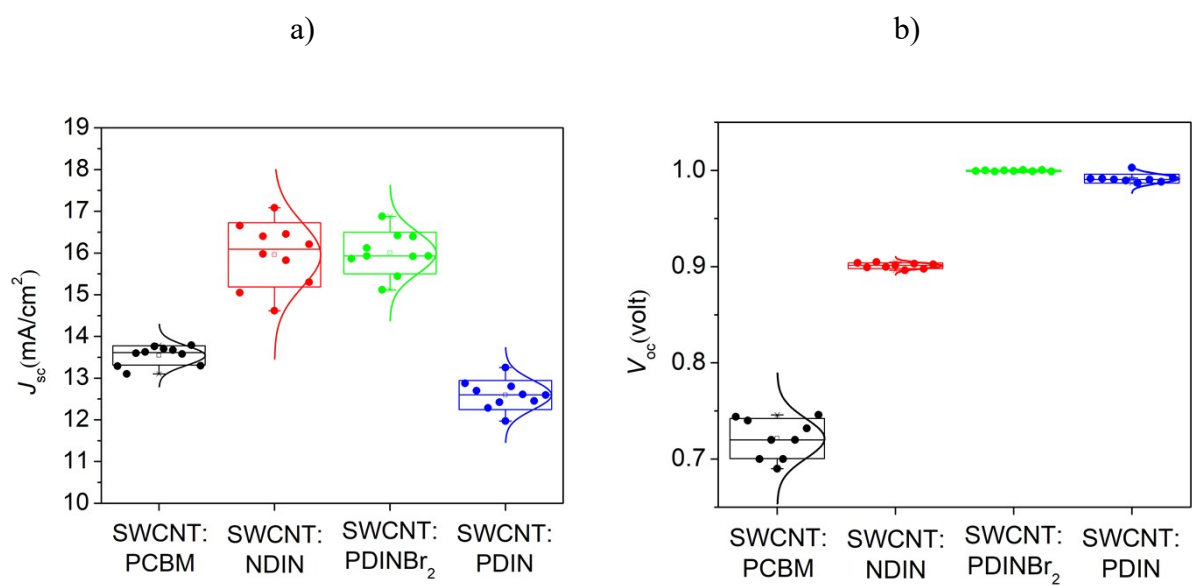 a)
b)
19
18
17
16
15
14
13
12
11
10
J_sc(mA/cm²)
SWCNT:
PCBM
SWCNT:
NDIN
SWCNT:
PDINBr₂
SWCNT:
PDIN
1.0
0.9
0.8
0.7
V_oc(volt)
SWCNT:
PCBM
SWCNT:
NDIN
SWCNT:
PDINBr₂
SWCNT:
PDIN